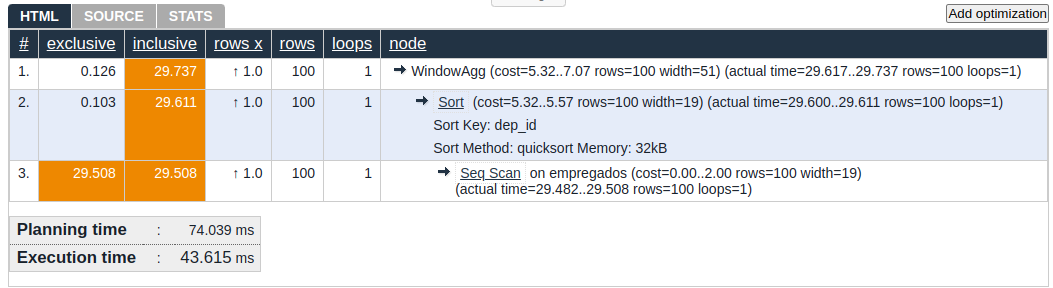 HTML SOURCE STATS
Add optimization
# exclusive inclusive rows x rows loops node
1. 0.126 29.737 ↑ 1.0 100 1 → WindowAgg (cost=5.32..7.07 rows=100 width=51) (actual time=29.617..29.737 rows=100 loops=1)
2. 0.103 29.611 ↑ 1.0 100 1 → Sort (cost=5.32..5.57 rows=100 width=19) (actual time=29.600..29.611 rows=100 loops=1)
Sort Key: dep_id
Sort Method: quicksort Memory: 32kB
3. 29.508 29.508 ↑ 1.0 100 1 → Seq Scan on empregados (cost=0.00..2.00 rows=100 width=19)
(actual time=29.482..29.508 rows=100 loops=1)
Planning time : 74.039 ms
Execution time : 43.615 ms